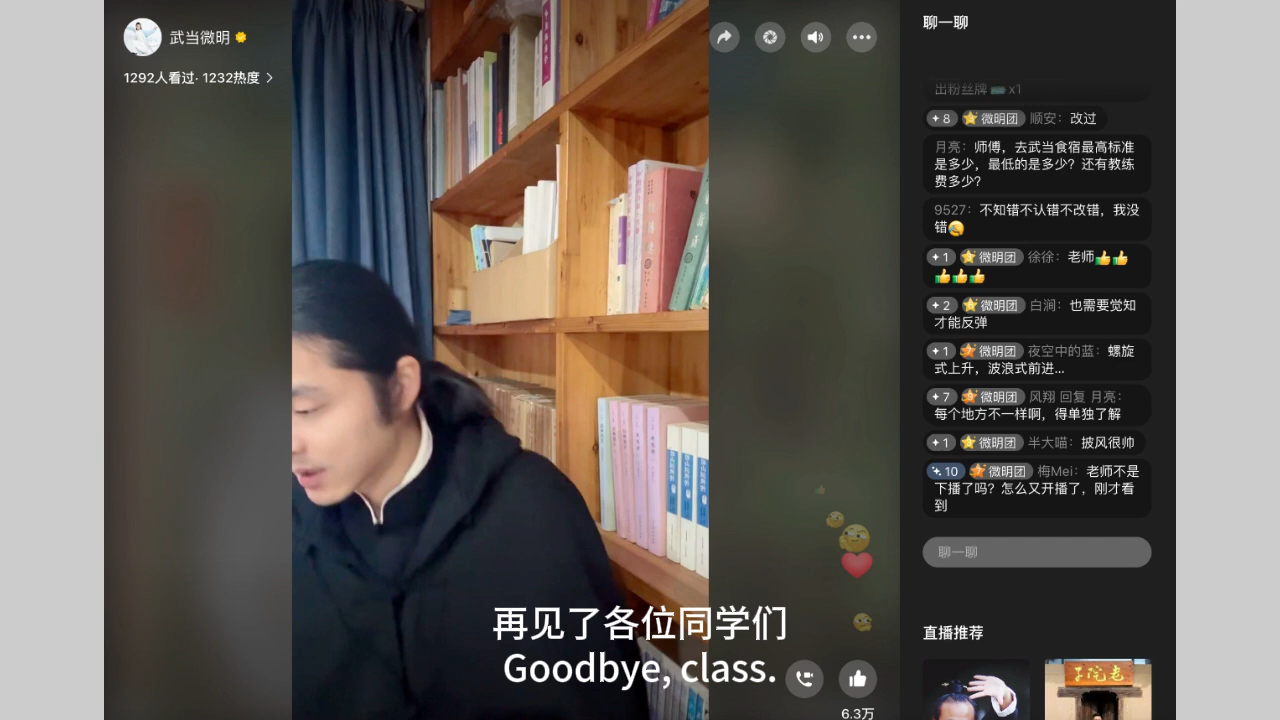 武当微明
1292人看过· 1232热度
聊一聊
出粉丝牌 x1
+8 微明团 顺安：改过
月亮：师傅，去武当食宿最高标准
是多少，最低的是多少？还有教练
费多少？
9527：不知错不认错不改错，我没
错
+1 微明团 徐徐：老师
+2 微明团 白涧：也需要觉知
才能反弹
+1 微明团 夜空中的蓝：螺旋
式上升，波浪式前进...
+7 微明团 风翔 回复 月亮：
每个地方不一样啊，得单独了解
+1 微明团 半大喵：披风很帅
10 微明团 梅Mei：老师不是
下播了吗？怎么又开播了，刚才看
到
聊一聊
再见了各位同学们
Goodbye, class.
6.3万
直播推荐